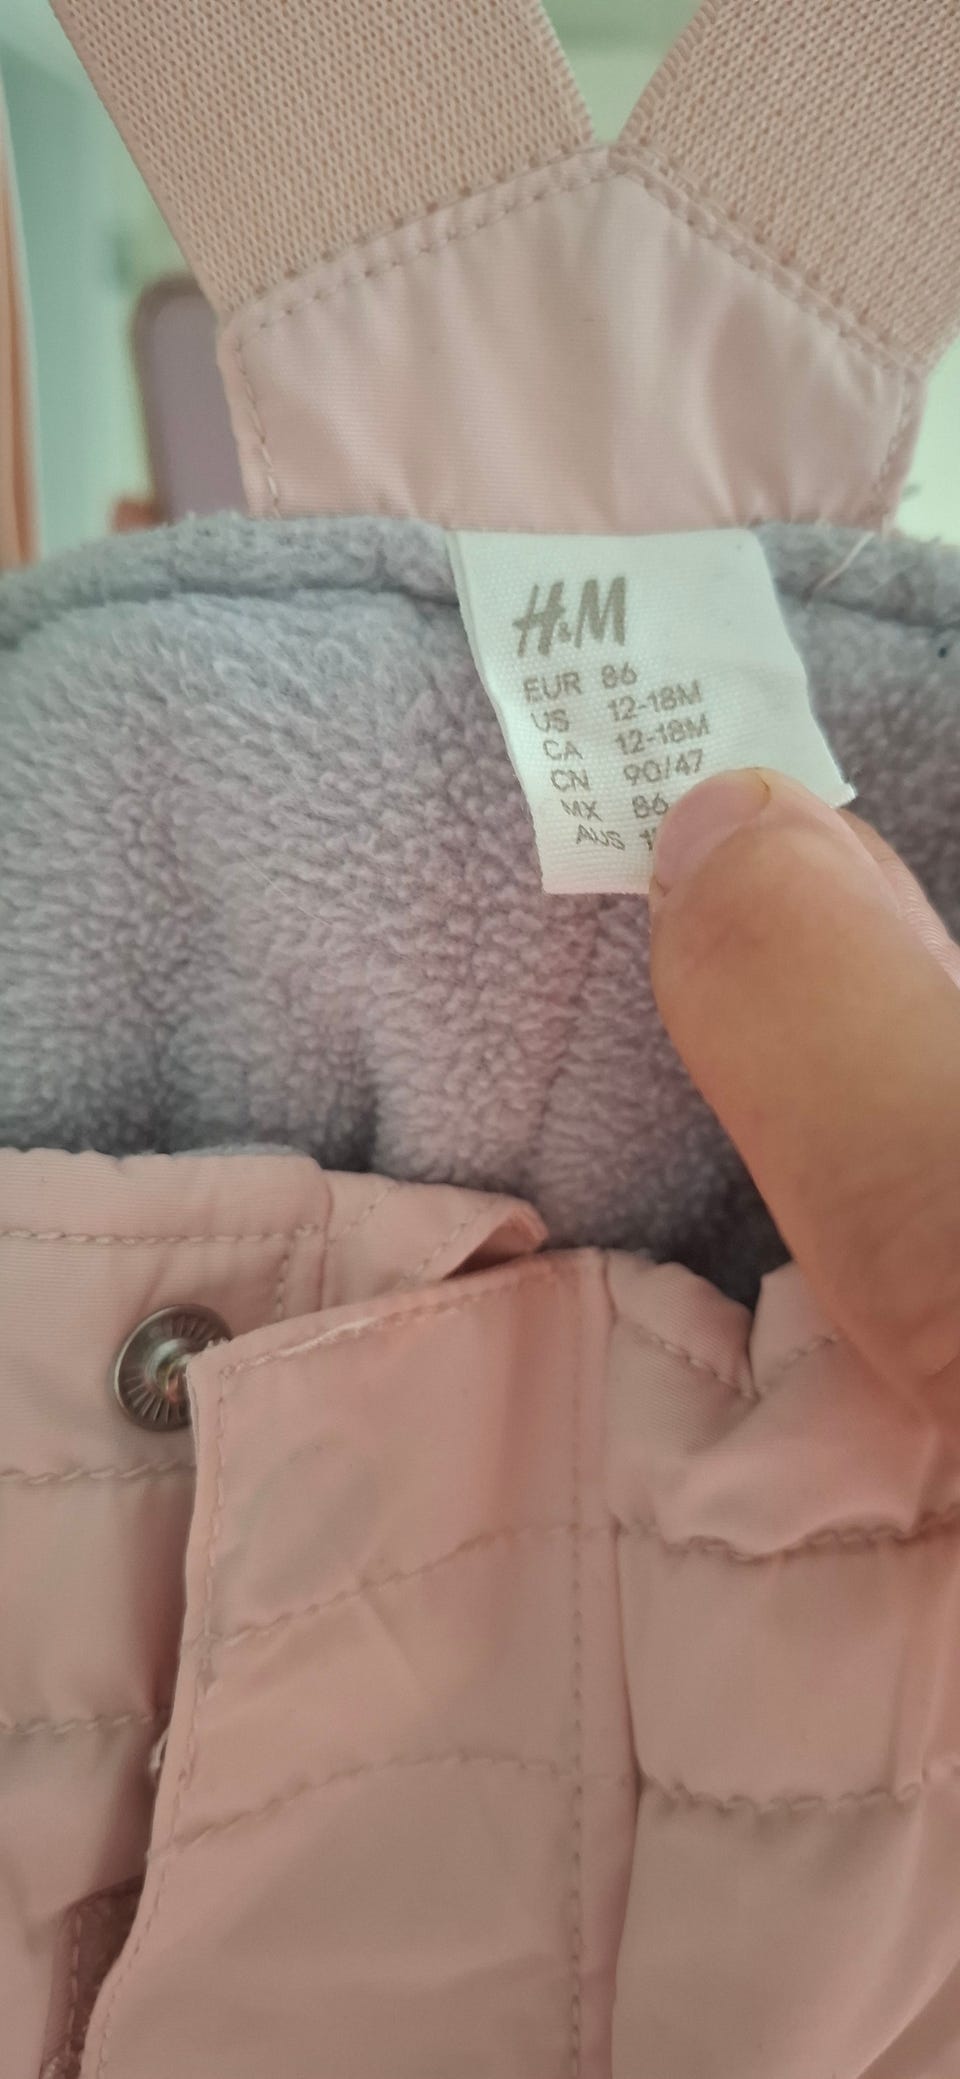 H&M
EUR 86
US 12-18M
CA 12-18M
CN 90/47
MX 86
AUS